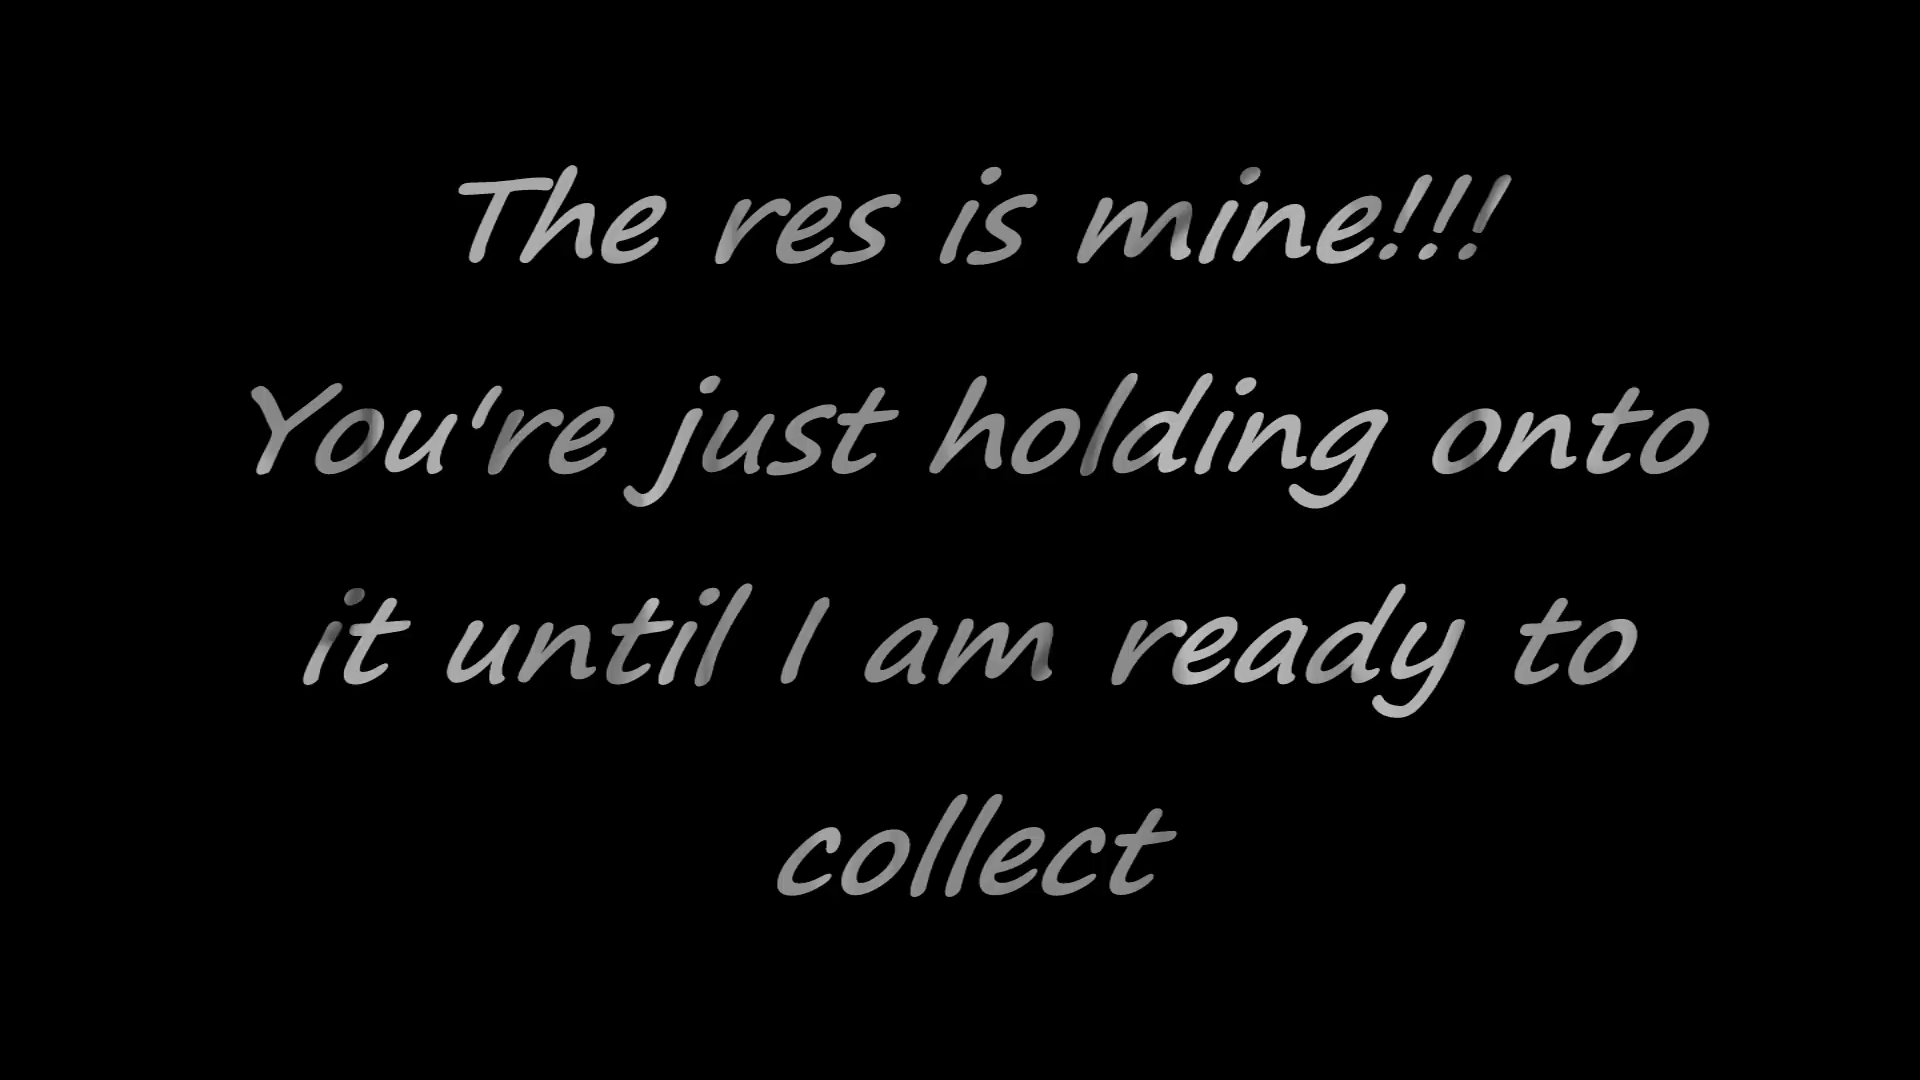 The res is mine!!!
You're just holding onto
it until I am ready to
collect